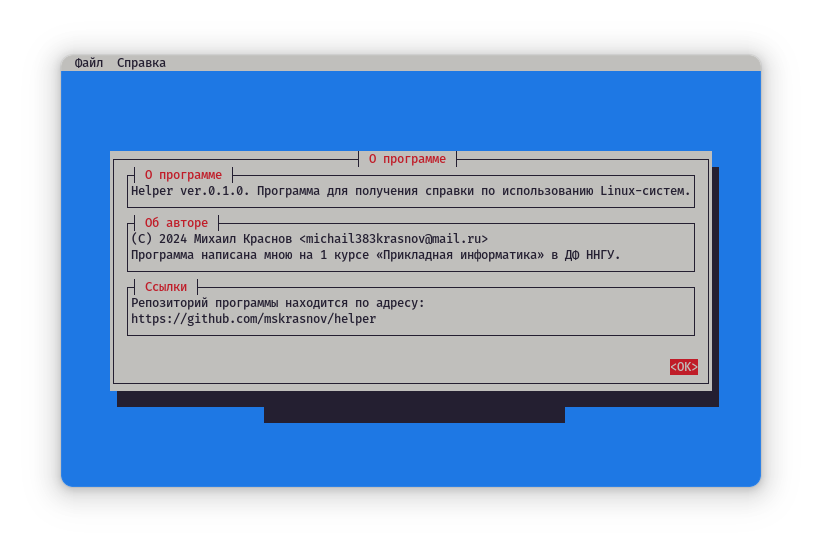 Файл Справка
О программе
О программе
Helper ver.0.1.0. Программа для получения справки по использованию Linux-систем.
Об авторе
(C) 2024 Михаил Краснов <michail383krasnov@mail.ru>
Программа написана мною на 1 курсе «Прикладная информатика» в ДФ ННГУ.
Ссылки
Репозиторий программы находится по адресу:
https://github.com/mskrasnov/helper
<OK>